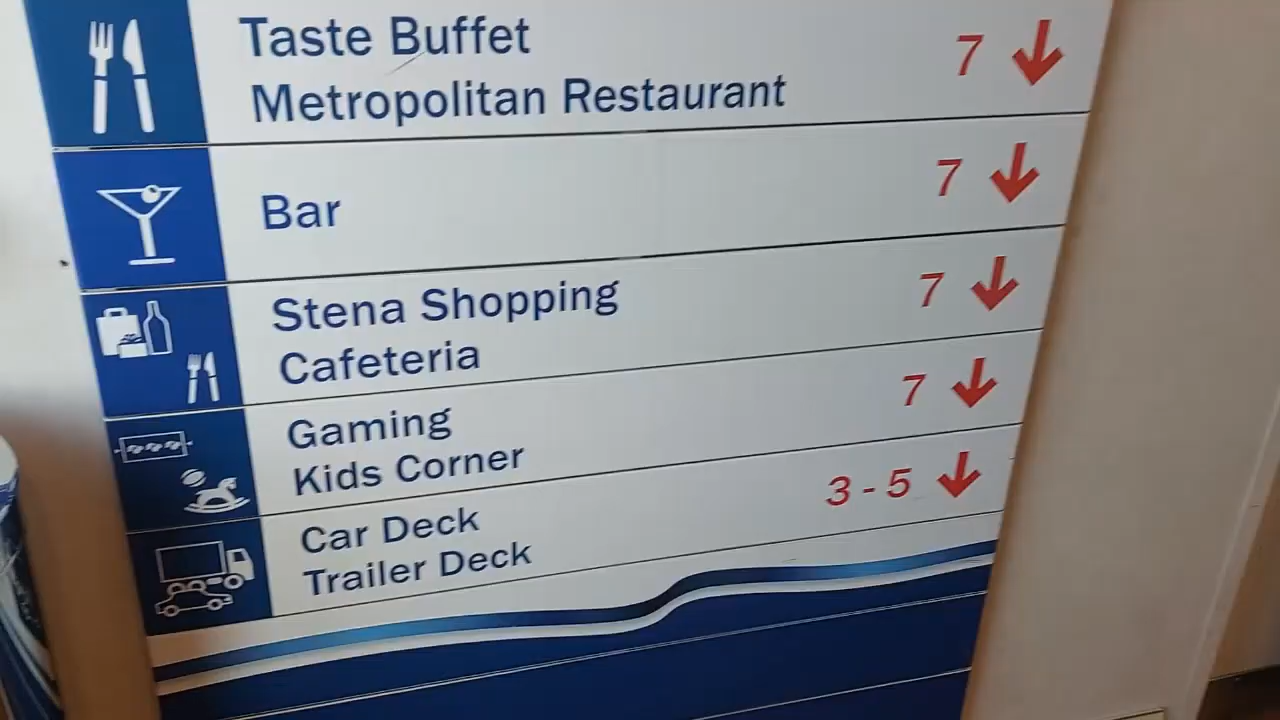 Taste Buffet
Metropolitan Restaurant 7
Bar 7
Stena Shopping
Cafeteria 7
Gaming
Kids Corner 7
Car Deck
Trailer Deck 3 - 5